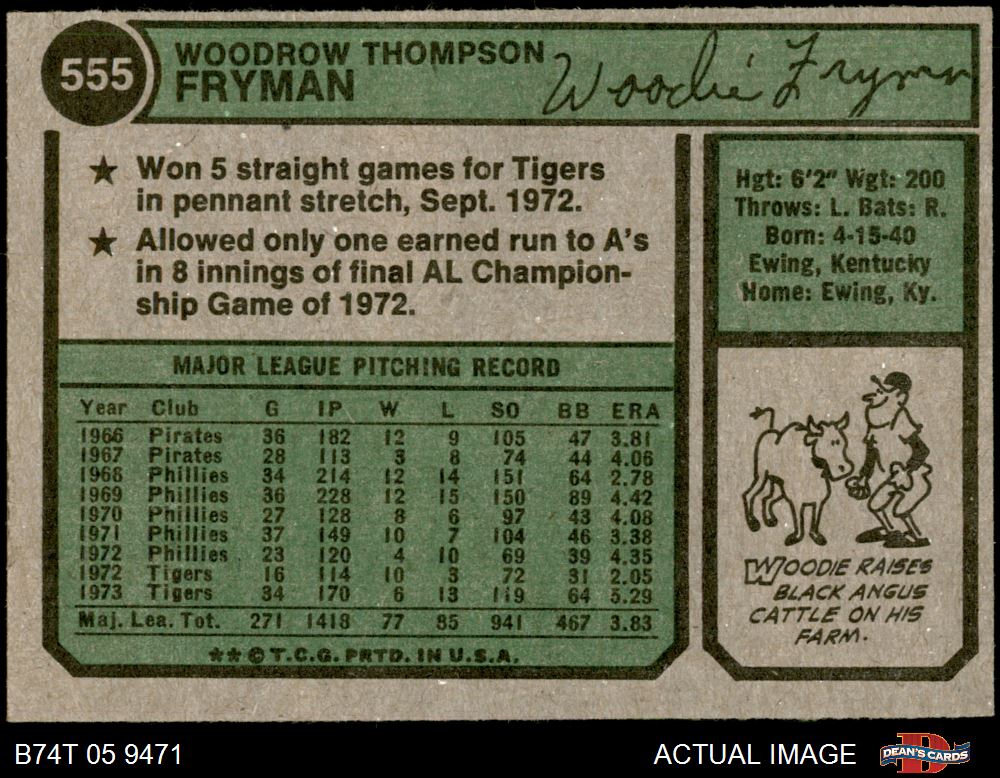 555
WOODROW THOMPSON
FRYMAN
Woodie Fryman
★ Won 5 straight games for Tigers
in pennant stretch, Sept. 1972.
★ Allowed only one earned run to A's
in 8 innings of final AL Champion-
ship Game of 1972.
Hgt: 6'2" Wgt: 200
Throws: L. Bats: R.
Born: 4-15-40
Ewing, Kentucky
Home: Ewing, Ky.
MAJOR LEAGUE PITCHING RECORD
Year Club G IP W L SO BB ERA
1966 Pirates 36 182 12 9 105 47 3.81
1967 Pirates 28 113 3 8 74 44 4.06
1968 Phillies 34 214 12 14 151 64 2.78
1969 Phillies 36 228 12 15 150 89 4.42
1970 Phillies 27 128 8 6 97 43 4.08
1971 Phillies 37 149 10 7 104 46 3.38
1972 Phillies 23 120 4 10 69 39 4.35
1972 Tigers 16 114 10 3 72 31 2.05
1973 Tigers 34 170 6 13 119 64 5.29
Maj. Lea. Tot. 271 1418 77 85 941 467 3.83
**©T.C.G. PRTD. IN U.S.A.
WOODIE RAISES
BLACK ANGUS
CATTLE ON HIS
FARM.
B74T 05 9471
ACTUAL IMAGE
D
DEAN'S CARDS